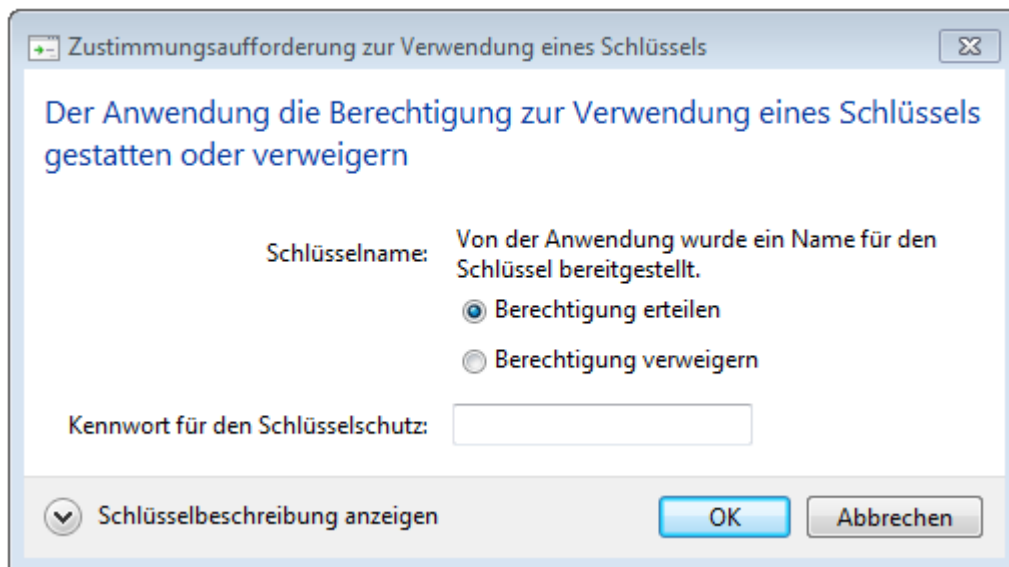 Zustimmungsaufforderung zur Verwendung eines Schlüssels
Der Anwendung die Berechtigung zur Verwendung eines Schlüssels
gestatten oder verweigern
Schlüsselname:
Von der Anwendung wurde ein Name für den
Schlüssel bereitgestellt.
Berechtigung erteilen
Berechtigung verweigern
Kennwort für den Schlüsselschutz:
Schlüsselbeschreibung anzeigen
OK
Abbrechen